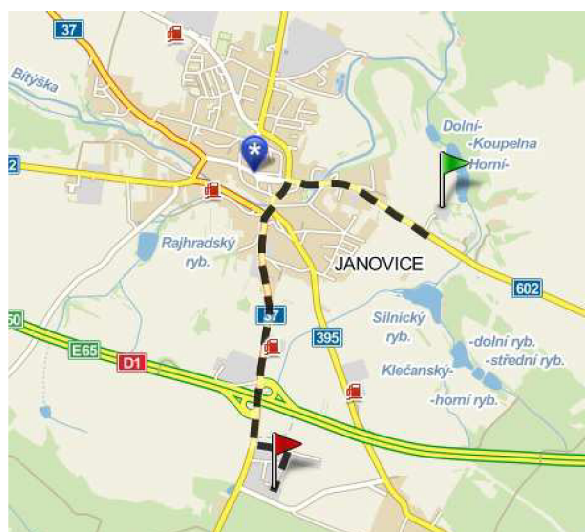 37
Bítýška
Dolní-
-Koupelna
Horní-
*
2
Rajhradský
ryb.
JANOVICE
602
Silnický
ryb.
37
395
50
E65
D1
-dolní ryb.
-střední ryb.
Klečanský-
-horní ryb.